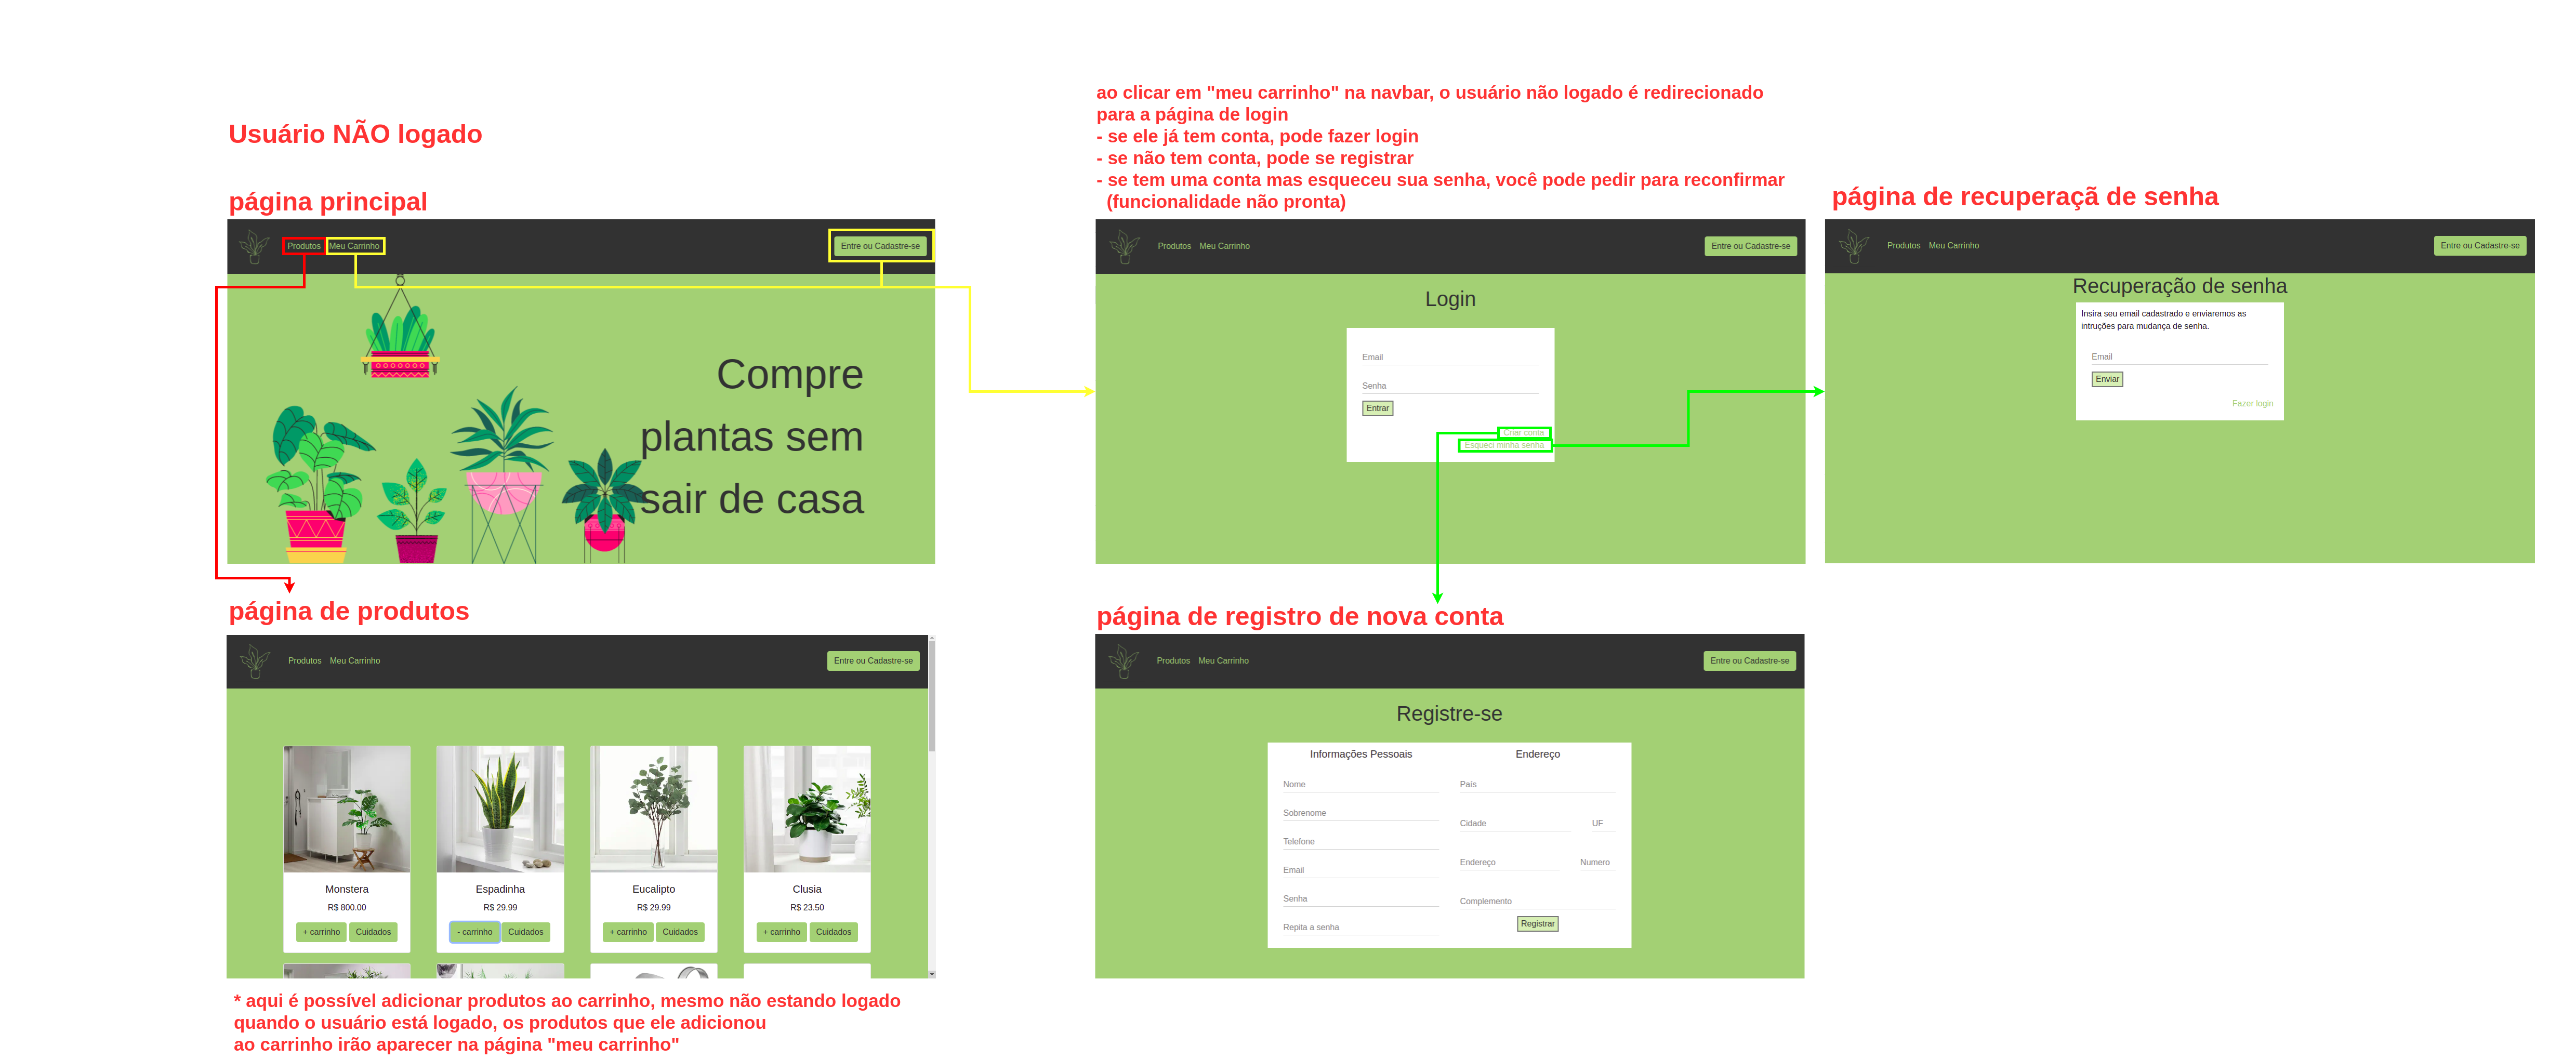 Usuário NÃO logado
página principal
Produtos Meu Carrinho
Entre ou Cadastre-se
Compre
plantas sem
sair de casa
página de produtos
Produtos Meu Carrinho
Entre ou Cadastre-se
Monstera
R$ 800.00
+ carrinho Cuidados
Espadinha
R$ 29.99
- carrinho Cuidados
Eucalipto
R$ 29.99
+ carrinho Cuidados
Clusia
R$ 23.50
+ carrinho Cuidados
* aqui é possível adicionar produtos ao carrinho, mesmo não estando logado
quando o usuário está logado, os produtos que ele adicionou
ao carrinho irão aparecer na página "meu carrinho"
ao clicar em "meu carrinho" na navbar, o usuário não logado é redirecionado
para a página de login
- se ele já tem conta, pode fazer login
- se não tem conta, pode se registrar
- se tem uma conta mas esqueceu sua senha, você pode pedir para reconfirmar
(funcionalidade não pronta)
Produtos Meu Carrinho
Entre ou Cadastre-se
Login
Email
Senha
Entrar
Criar conta
Esqueci minha senha
página de registro de nova conta
Produtos Meu Carrinho
Entre ou Cadastre-se
Registre-se
Informações Pessoais
Nome
Sobrenome
Telefone
Email
Senha
Repita a senha
Endereço
País
Cidade UF
Endereço Numero
Complemento
Registrar
página de recuperaçã de senha
Produtos Meu Carrinho
Entre ou Cadastre-se
Recuperação de senha
Insira seu email cadastrado e enviaremos as
intruções para mudança de senha.
Email
Enviar
Fazer login